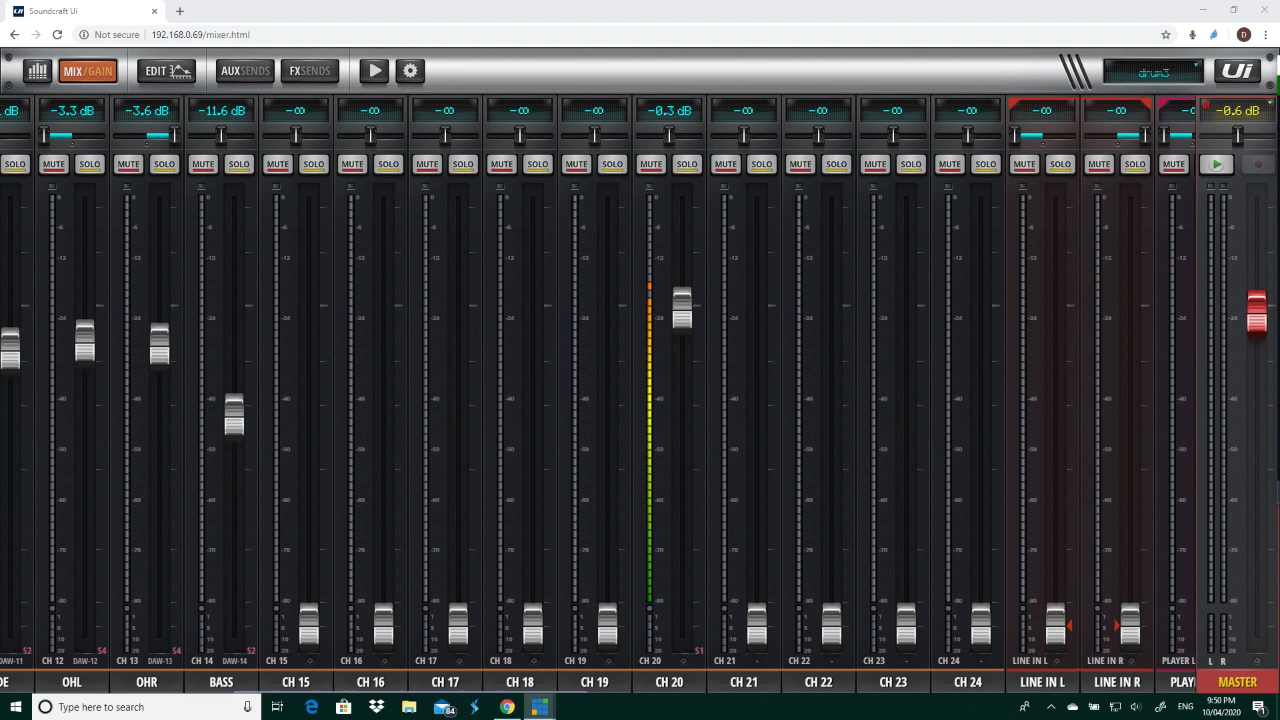 Soundcraft Ui
Not secure 192.168.0.69/mixer.html D
MIX/GAIN EDIT AUXSENDS FXSENDS drum3 Ui
dB -3.3 dB -3.6 dB -11.6 dB -∞ -∞ -∞ -∞ -∞ -0.3 dB -∞ -∞ -∞ -∞ -∞ -∞ M -0.6 dB
SOLO MUTE SOLO MUTE SOLO MUTE SOLO MUTE SOLO MUTE SOLO MUTE SOLO MUTE SOLO MUTE SOLO MUTE SOLO MUTE SOLO MUTE SOLO MUTE SOLO MUTE SOLO MUTE SOLO MUTE SOLO MUTE
DAW-11 S2 CH 12 DAW-12 S4 CH 13 DAW-13 S4 CH 14 DAW-14 S2 CH 15 CH 16 CH 17 CH 18 CH 19 CH 20 S1 CH 21 - CH 22 - CH 23 - CH 24 - LINE IN L LINE IN R PLAYER L L R
DE OHL OHR BASS CH 15 CH 16 CH 17 CH 18 CH 19 CH 20 CH 21 CH 22 CH 23 CH 24 LINE IN L LINE IN R PLAY MASTER
Type here to search 84 ENG 9:50 PM
10/04/2020 1